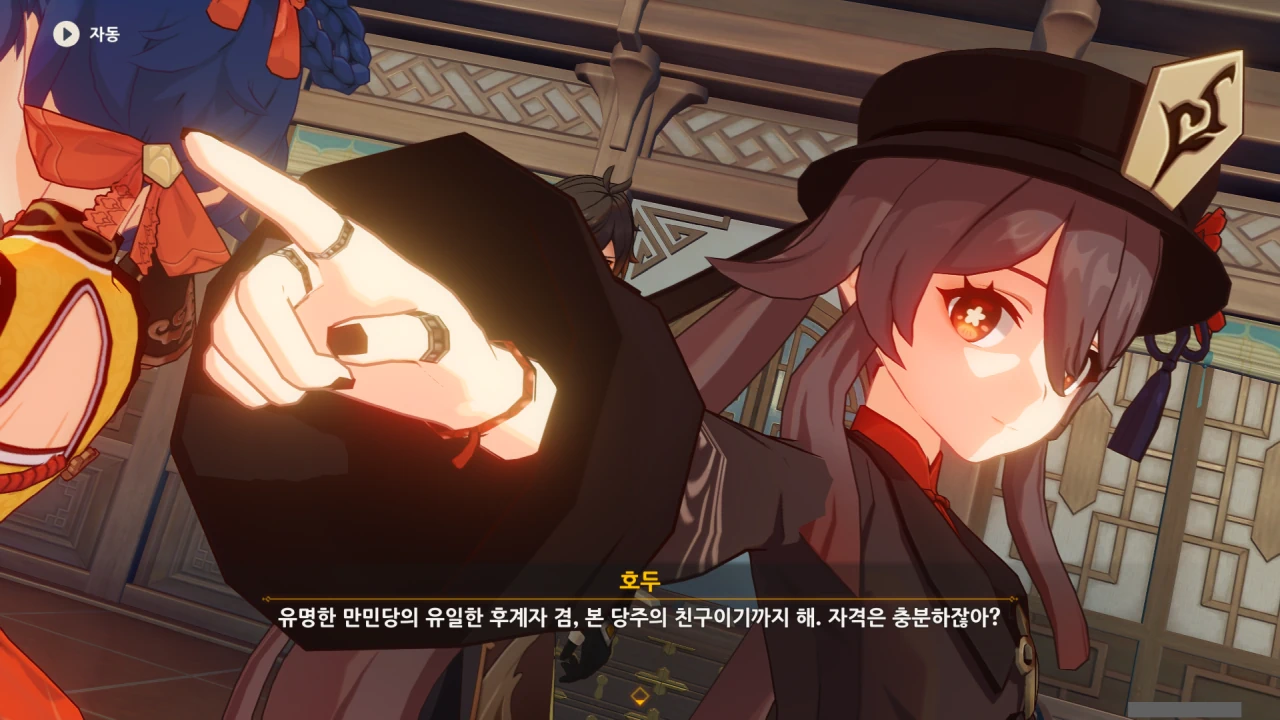 자동
호두
유명한 만민당의 유일한 후계자 겸, 본 당주의 친구이기까지 해. 자격은 충분하잖아?